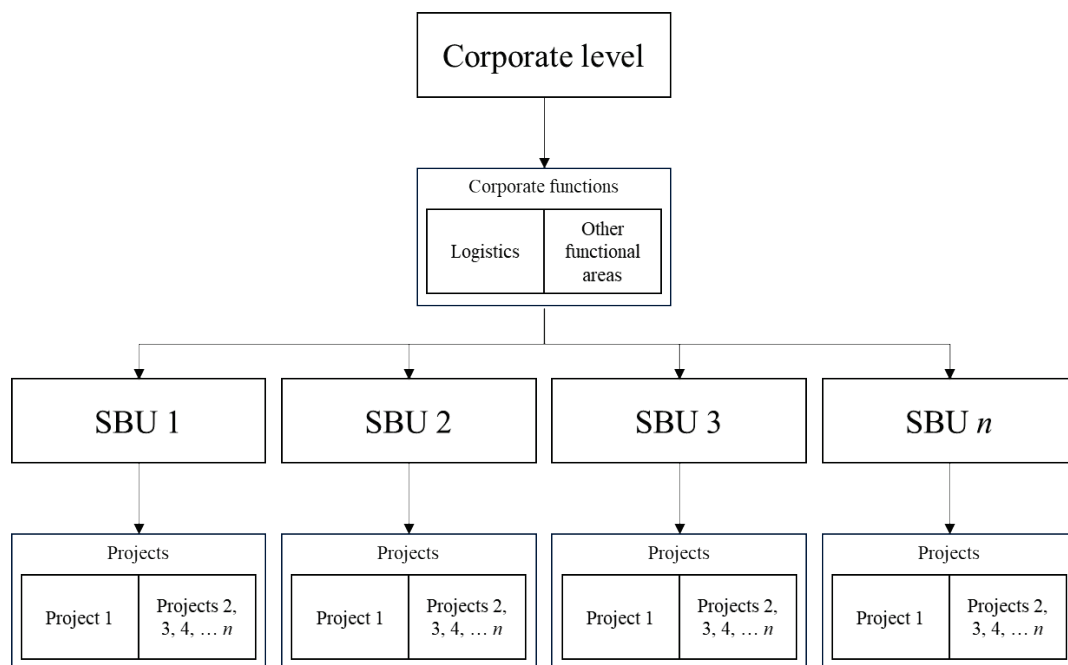 Corporate level
Corporate functions
Logistics
Other
functional
areas
SBU 1
SBU 2
SBU 3
SBU n
Projects
Projects
Projects
Projects
Project 1
Projects 2,
3, 4, … n
Project 1
Projects 2,
3, 4, … n
Project 1
Projects 2,
3, 4, … n
Project 1
Projects 2,
3, 4, … n